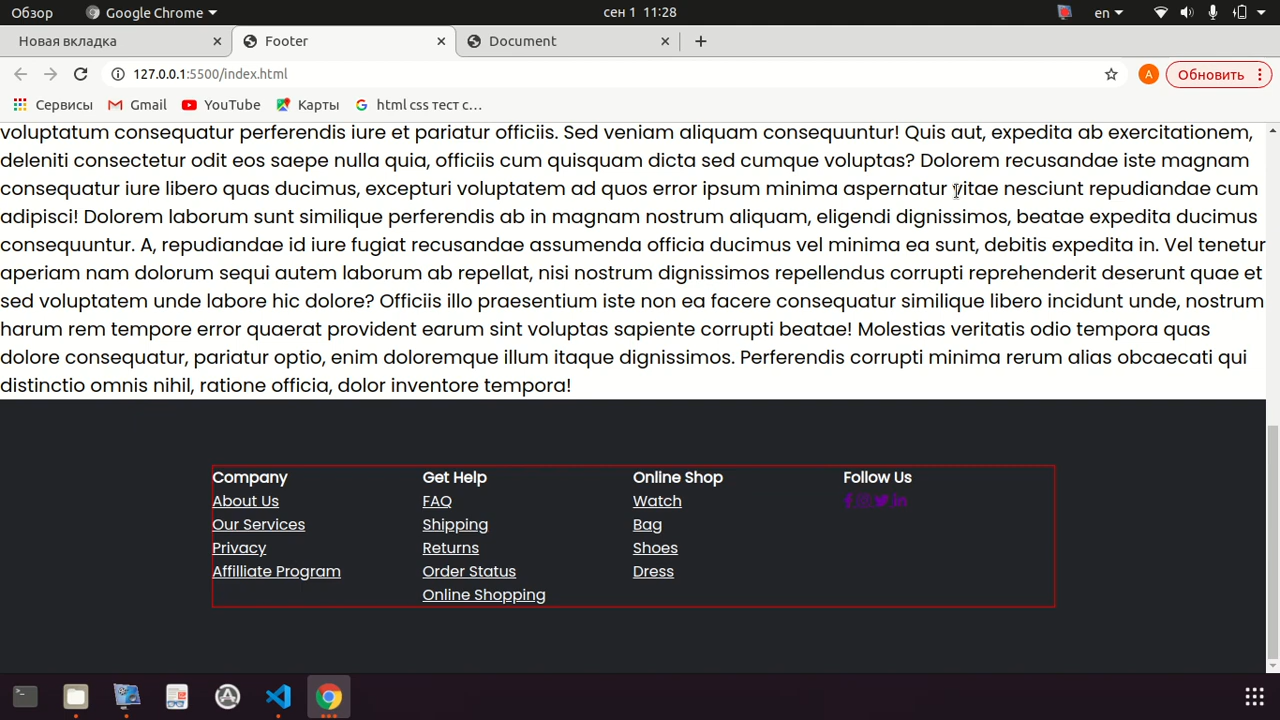 Обзор Google Chrome сен 1 11:28 en
Новая вкладка Footer Document
127.0.0.1:5500/index.html А Обновить
Сервисы Gmail YouTube Карты html css тест с…
voluptatum consequatur perferendis iure et pariatur officiis. Sed veniam aliquam consequuntur! Quis aut, expedita ab exercitationem,
deleniti consectetur odit eos saepe nulla quia, officiis cum quisquam dicta sed cumque voluptas? Dolorem recusandae iste magnam
consequatur iure libero quas ducimus, excepturi voluptatem ad quos error ipsum minima aspernatur vitae nesciunt repudiandae cum
adipisci! Dolorem laborum sunt similique perferendis ab in magnam nostrum aliquam, eligendi dignissimos, beatae expedita ducimus
consequuntur. A, repudiandae id iure fugiat recusandae assumenda officia ducimus vel minima ea sunt, debitis expedita in. Vel tenetur
aperiam nam dolorum sequi autem laborum ab repellat, nisi nostrum dignissimos repellendus corrupti reprehenderit deserunt quae et
sed voluptatem unde labore hic dolore? Officiis illo praesentium iste non ea facere consequatur similique libero incidunt unde, nostrum
harum rem tempore error quaerat provident earum sint voluptas sapiente corrupti beatae! Molestias veritatis odio tempora quas
dolore consequatur, pariatur optio, enim doloremque illum itaque dignissimos. Perferendis corrupti minima rerum alias obcaecati qui
distinctio omnis nihil, ratione officia, dolor inventore tempora!
Company
About Us
Our Services
Privacy
Affilliate Program
Get Help
FAQ
Shipping
Returns
Order Status
Online Shopping
Online Shop
Watch
Bag
Shoes
Dress
Follow Us